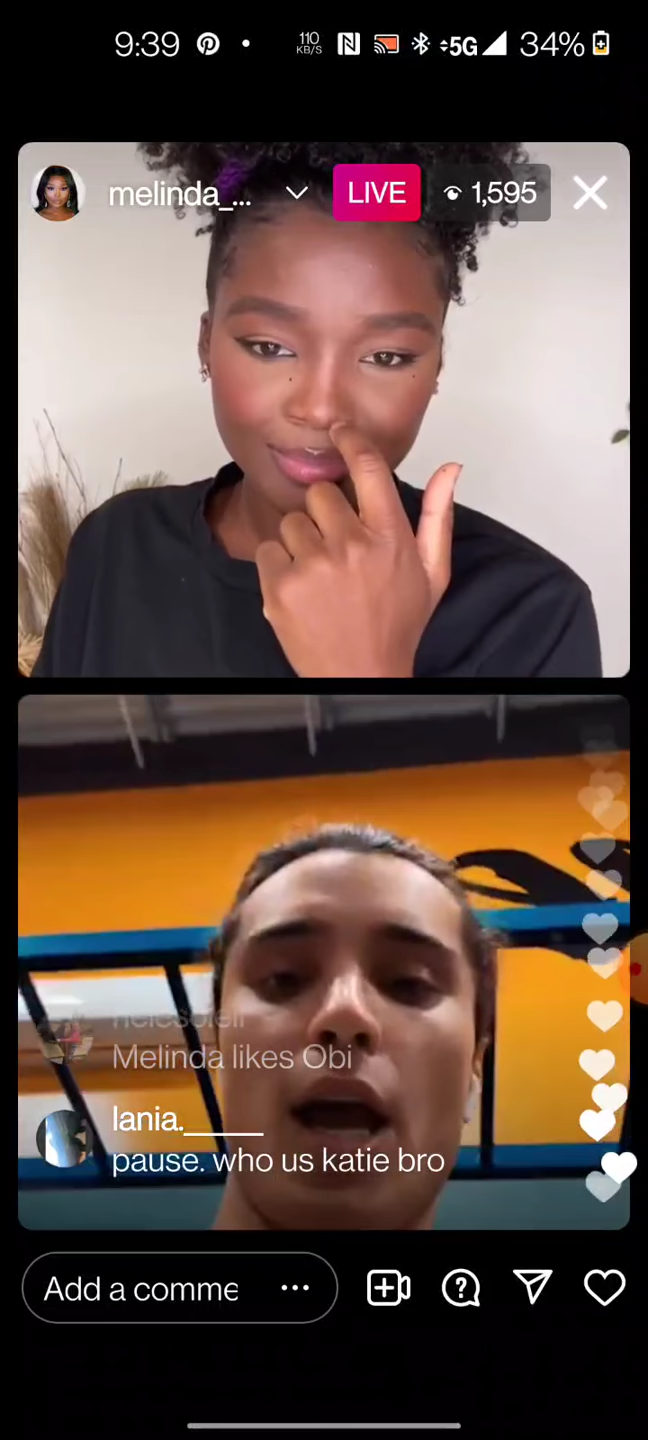 9:39 110 KB/S 5G 34%
melinda_... LIVE 1,595
Melinda likes Obi
lania._____
pause. who us katie bro
Add a comme